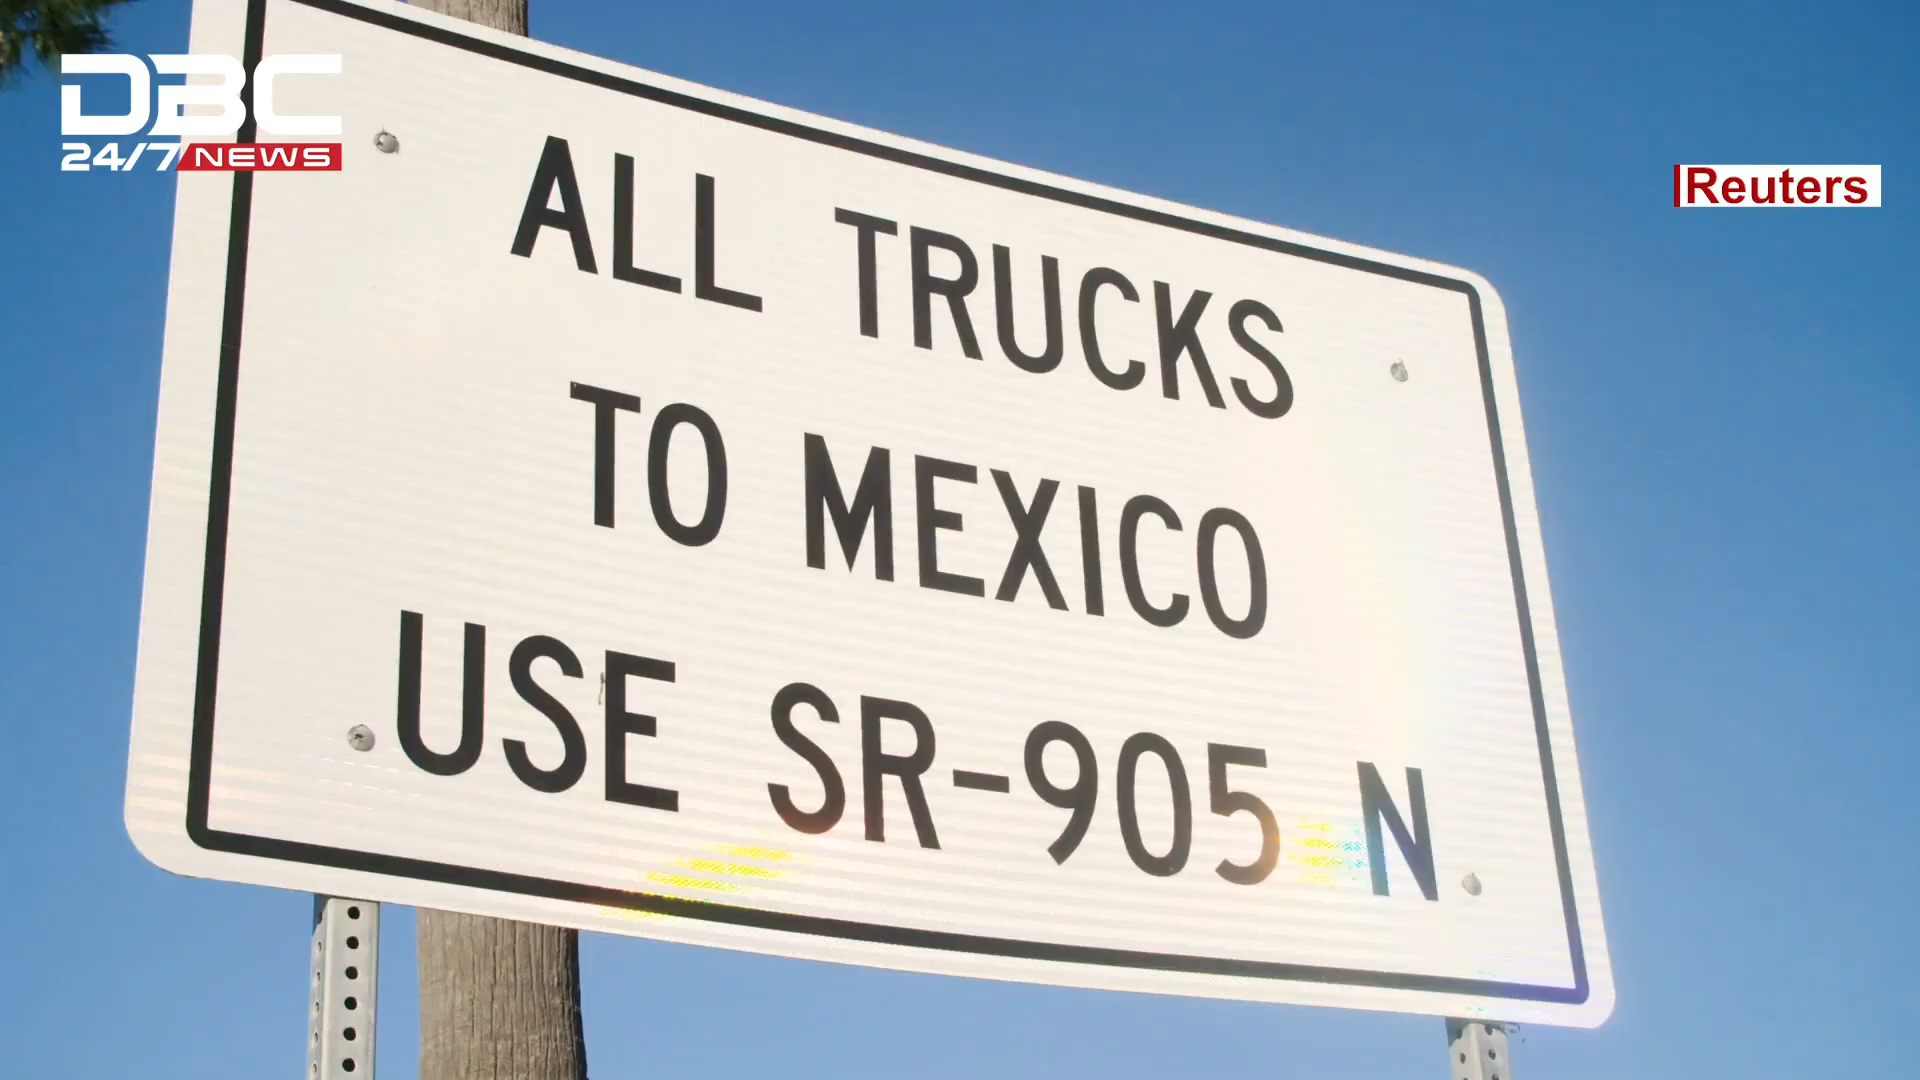 DBC
24/7 NEWS
Reuters
ALL TRUCKS
TO MEXICO
USE SR-905 N